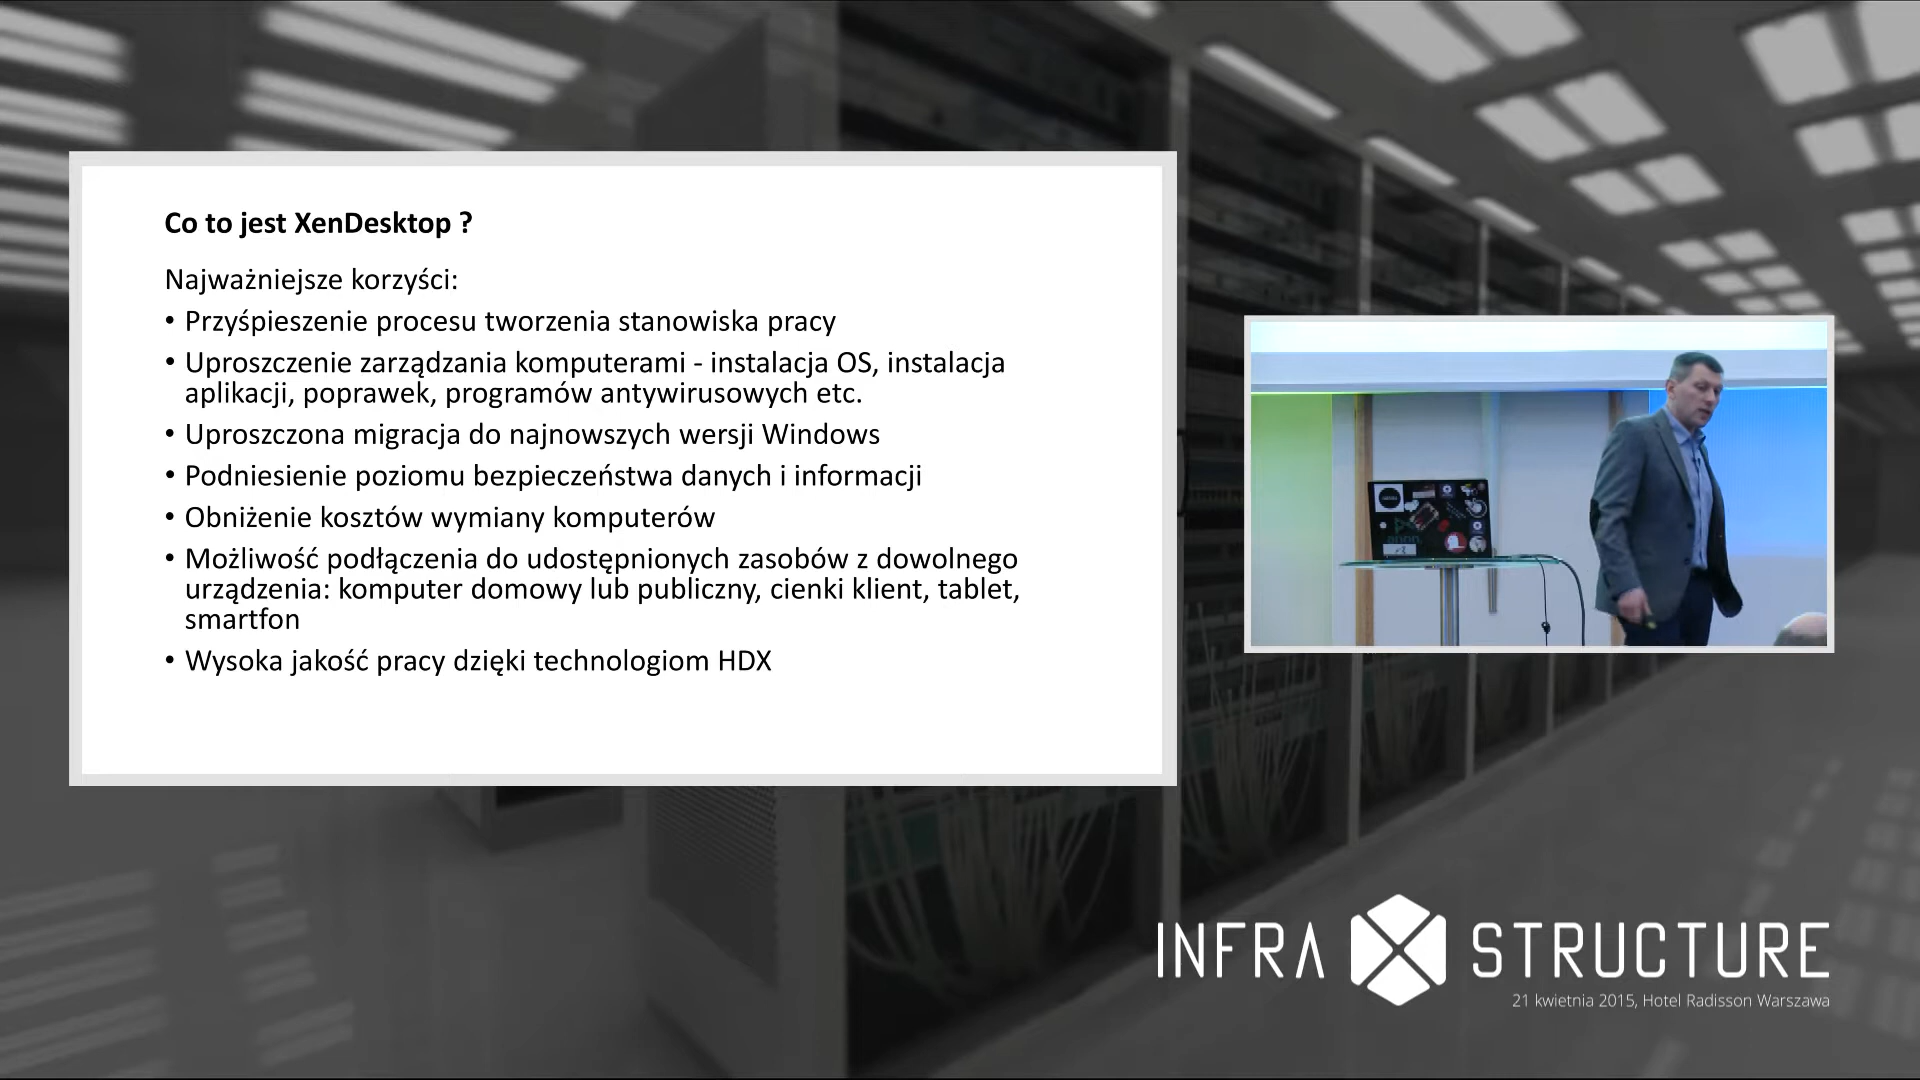 Co to jest XenDesktop ?
Najważniejsze korzyści:
• Przyśpieszenie procesu tworzenia stanowiska pracy
• Uproszczenie zarządzania komputerami - instalacja OS, instalacja
aplikacji, poprawek, programów antywirusowych etc.
• Uproszczona migracja do najnowszych wersji Windows
• Podniesienie poziomu bezpieczeństwa danych i informacji
• Obniżenie kosztów wymiany komputerów
• Możliwość podłączenia do udostępnionych zasobów z dowolnego
urządzenia: komputer domowy lub publiczny, cienki klient, tablet,
smartfon
• Wysoka jakość pracy dzięki technologiom HDX
INFRA STRUCTURE
21 kwietnia 2015, Hotel Radisson Warszawa